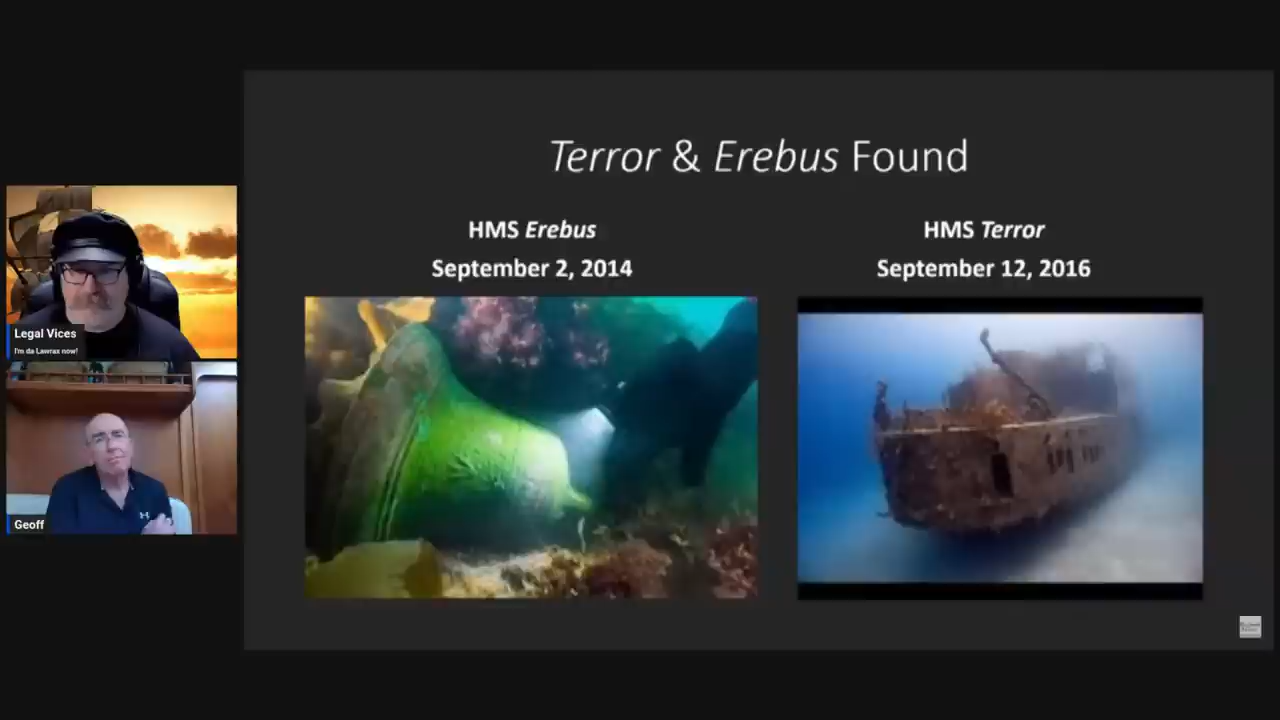 Terror & Erebus Found
HMS Erebus
September 2, 2014
HMS Terror
September 12, 2016
Legal Vices
I'm da Lawrax now!
Geoff